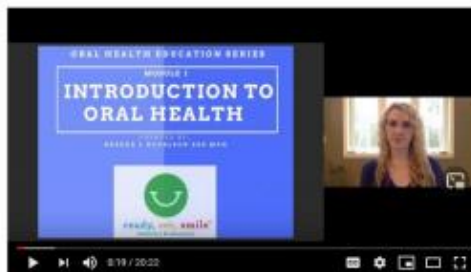 ORAL HEALTH EDUCATION SERIES
MODULE 1
INTRODUCTION TO
ORAL HEALTH
ready, set, smile
0:19 / 20:22